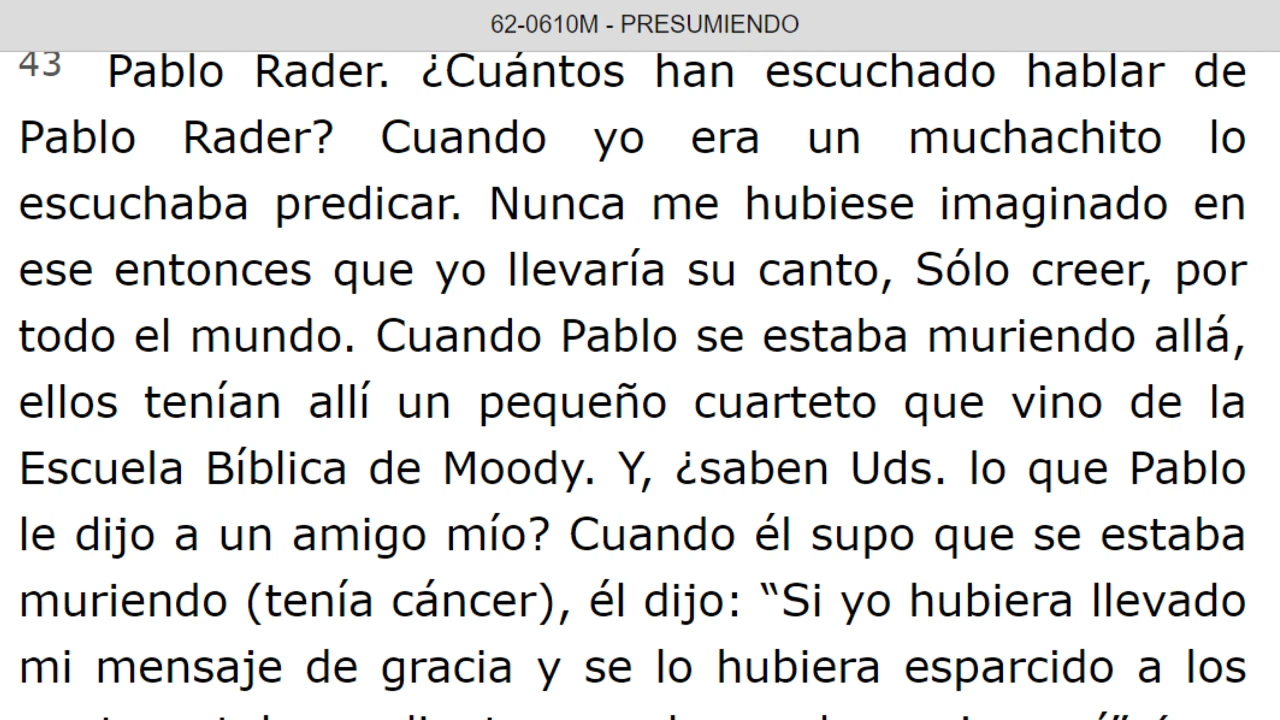 62-0610M - PRESUMIENDO
43 Pablo Rader. ¿Cuántos han escuchado hablar de
Pablo Rader? Cuando yo era un muchachito lo
escuchaba predicar. Nunca me hubiese imaginado en
ese entonces que yo llevaría su canto, Sólo creer, por
todo el mundo. Cuando Pablo se estaba muriendo allá,
ellos tenían allí un pequeño cuarteto que vino de la
Escuela Bíblica de Moody. Y, ¿saben Uds. lo que Pablo
le dijo a un amigo mío? Cuando él supo que se estaba
muriendo (tenía cáncer), él dijo: “Si yo hubiera llevado
mi mensaje de gracia y se lo hubiera esparcido a los